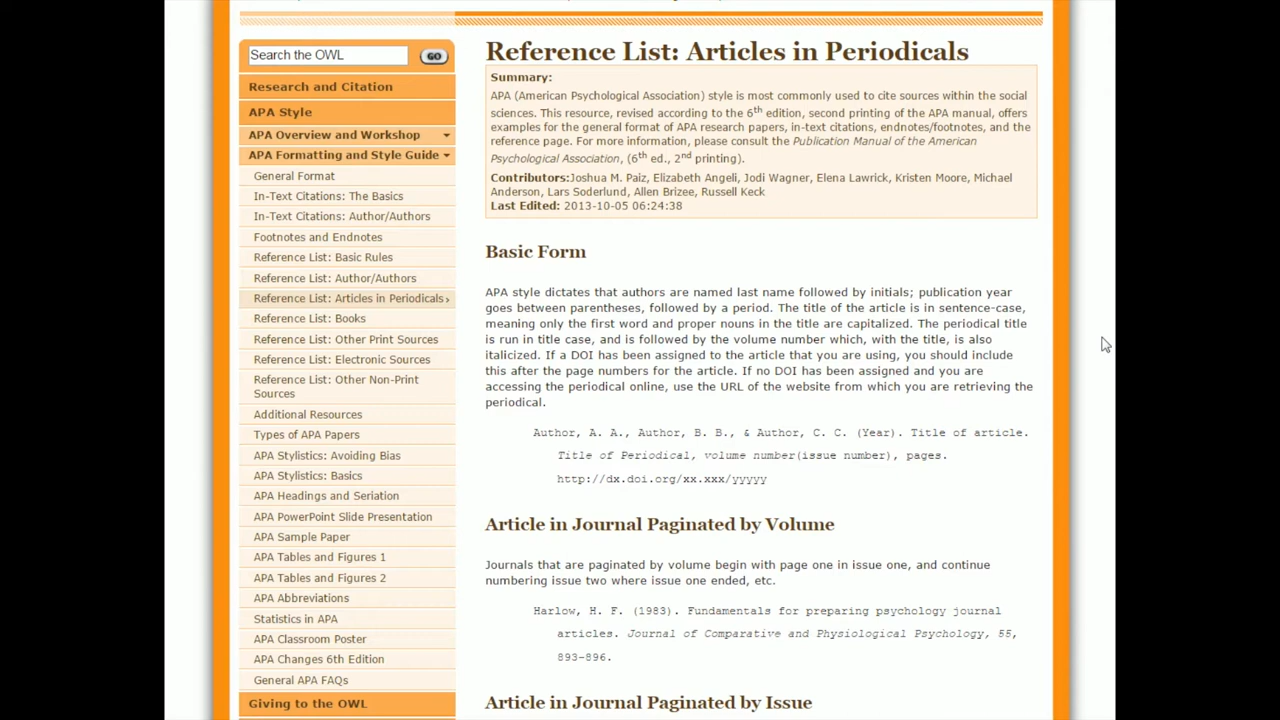 Search the OWL
GO
Research and Citation
APA Style
APA Overview and Workshop
APA Formatting and Style Guide
General Format
In-Text Citations: The Basics
In-Text Citations: Author/Authors
Footnotes and Endnotes
Reference List: Basic Rules
Reference List: Author/Authors
Reference List: Articles in Periodicals›
Reference List: Books
Reference List: Other Print Sources
Reference List: Electronic Sources
Reference List: Other Non-Print
Sources
Additional Resources
Types of APA Papers
APA Stylistics: Avoiding Bias
APA Stylistics: Basics
APA Headings and Seriation
APA PowerPoint Slide Presentation
APA Sample Paper
APA Tables and Figures 1
APA Tables and Figures 2
APA Abbreviations
Statistics in APA
APA Classroom Poster
APA Changes 6th Edition
General APA FAQs
Giving to the OWL
Reference List: Articles in Periodicals
Summary:
APA (American Psychological Association) style is most commonly used to cite sources within the social
sciences. This resource, revised according to the 6th edition, second printing of the APA manual, offers
examples for the general format of APA research papers, in-text citations, endnotes/footnotes, and the
reference page. For more information, please consult the Publication Manual of the American
Psychological Association, (6th ed., 2nd printing).
Contributors:Joshua M. Paiz, Elizabeth Angeli, Jodi Wagner, Elena Lawrick, Kristen Moore, Michael
Anderson, Lars Soderlund, Allen Brizee, Russell Keck
Last Edited: 2013-10-05 06:24:38
Basic Form
APA style dictates that authors are named last name followed by initials; publication year
goes between parentheses, followed by a period. The title of the article is in sentence-case,
meaning only the first word and proper nouns in the title are capitalized. The periodical title
is run in title case, and is followed by the volume number which, with the title, is also
italicized. If a DOI has been assigned to the article that you are using, you should include
this after the page numbers for the article. If no DOI has been assigned and you are
accessing the periodical online, use the URL of the website from which you are retrieving the
periodical.
Author, A. A., Author, B. B., & Author, C. C. (Year). Title of article.
Title of Periodical, volume number(issue number), pages.
http://dx.doi.org/xx.xxx/yyyyy
Article in Journal Paginated by Volume
Journals that are paginated by volume begin with page one in issue one, and continue
numbering issue two where issue one ended, etc.
Harlow, H. F. (1983). Fundamentals for preparing psychology journal
articles. Journal of Comparative and Physiological Psychology, 55,
893-896.
Article in Journal Paginated by Issue